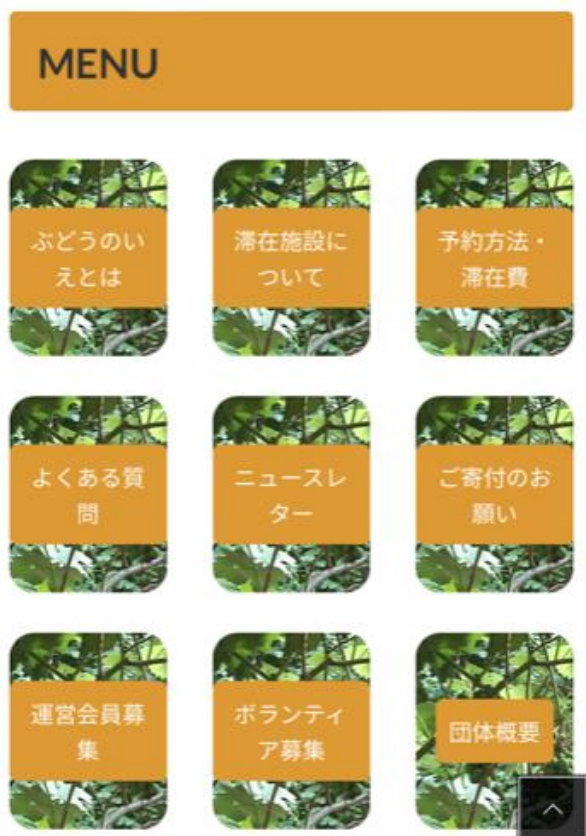 MENU
ぶどうのい
えとは
滞在施設に
ついて
予約方法・
滞在費
よくある質
問
ニュースレ
ター
ご寄付のお
願い
運営会員募
集
ボランティ
ア募集
団体概要